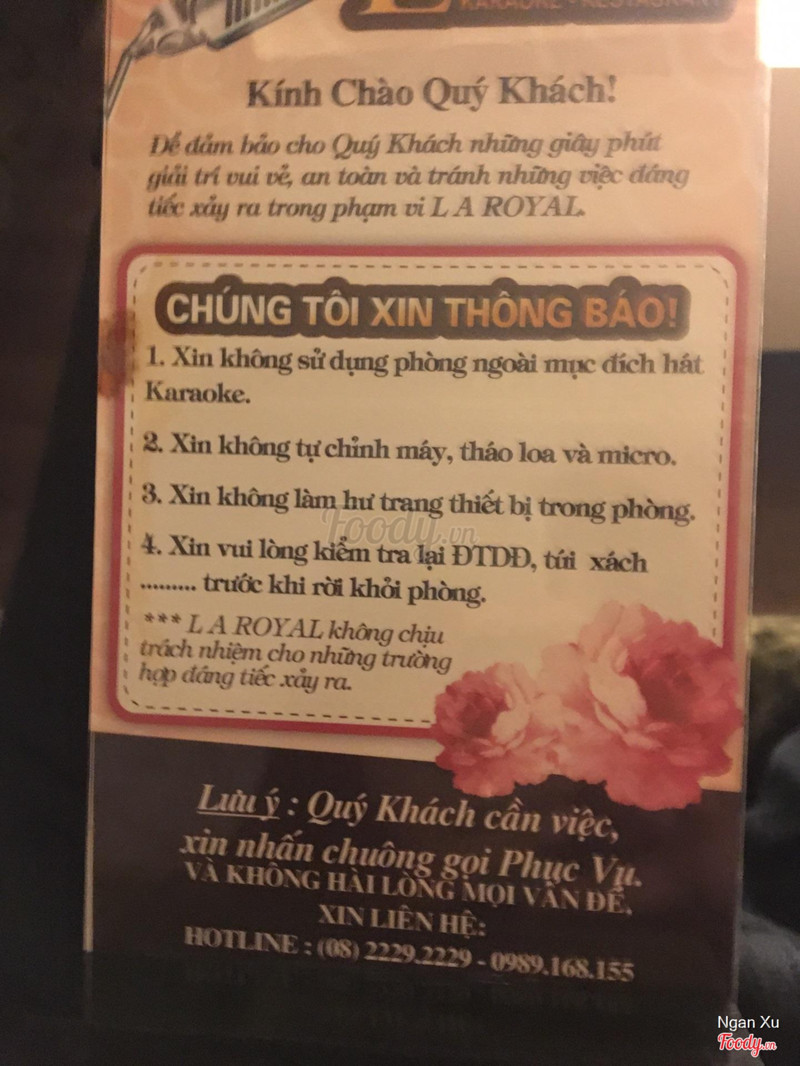 KARAOKE - RESTAURANT
Kính Chào Quý Khách!
Để đảm bảo cho Quý Khách những giây phút
giải trí vui vẻ, an toàn và tránh những việc đáng
tiếc xảy ra trong phạm vi L A ROYAL.
CHÚNG TÔI XIN THÔNG BÁO!
1. Xin không sử dụng phòng ngoài mục đích hát
Karaoke.
2. Xin không tự chỉnh máy, tháo loa và micro.
3. Xin không làm hư trang thiết bị trong phòng.
Foody.vn
4. Xin vui lòng kiểm tra lại ĐTDĐ, túi xách
......... trước khi rời khỏi phòng.
*** L A ROYAL không chịu
trách nhiệm cho những trường
hợp đáng tiếc xảy ra.
Lưu ý : Quý Khách cần việc,
xin nhấn chuông gọi Phục Vụ.
VÀ KHÔNG HÀI LÒNG MỌI VẤN ĐỀ,
XIN LIÊN HỆ:
HOTLINE : (08) 2229.2229 - 0989.168.155
Ngan Xu
Foody.vn